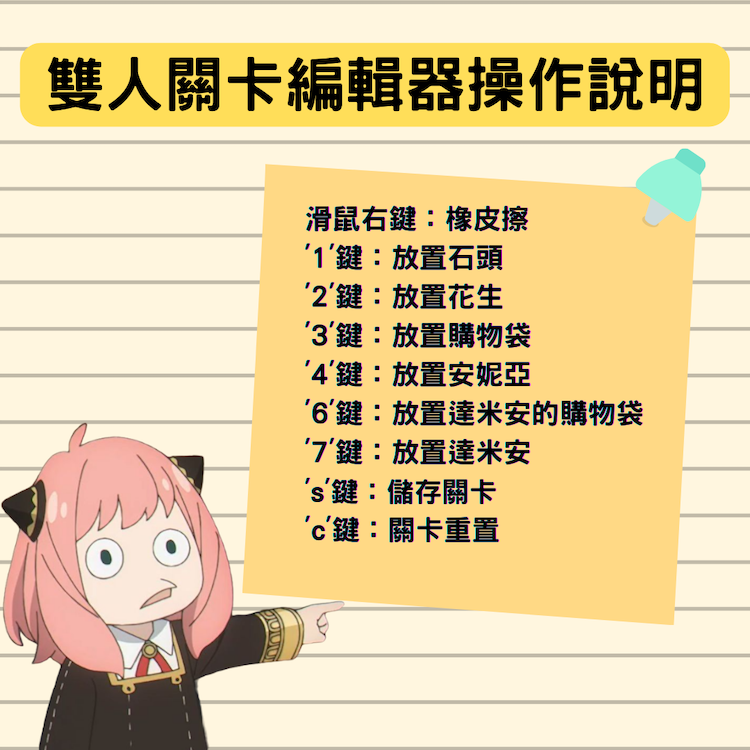 雙人關卡編輯器操作說明
滑鼠右鍵：橡皮擦
'1'鍵：放置石頭
'2'鍵：放置花生
'3'鍵：放置購物袋
'4'鍵：放置安妮亞
'6'鍵：放置達米安的購物袋
'7'鍵：放置達米安
's'鍵：儲存關卡
'c'鍵：關卡重置